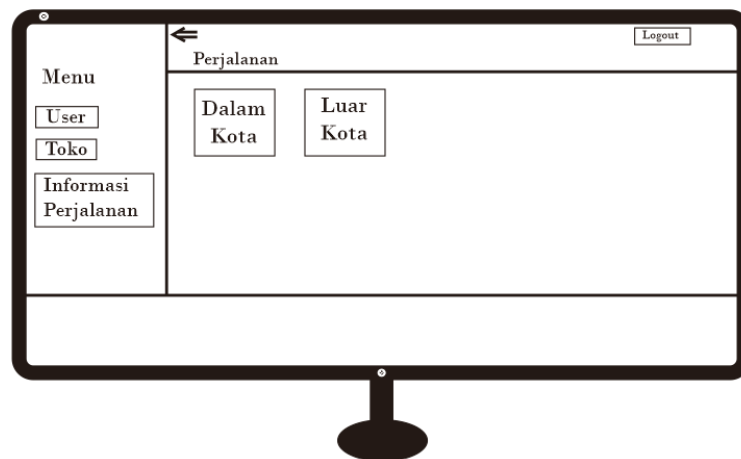 Logout
Perjalanan
Menu
User
Toko
Informasi
Perjalanan
Dalam
Kota
Luar
Kota